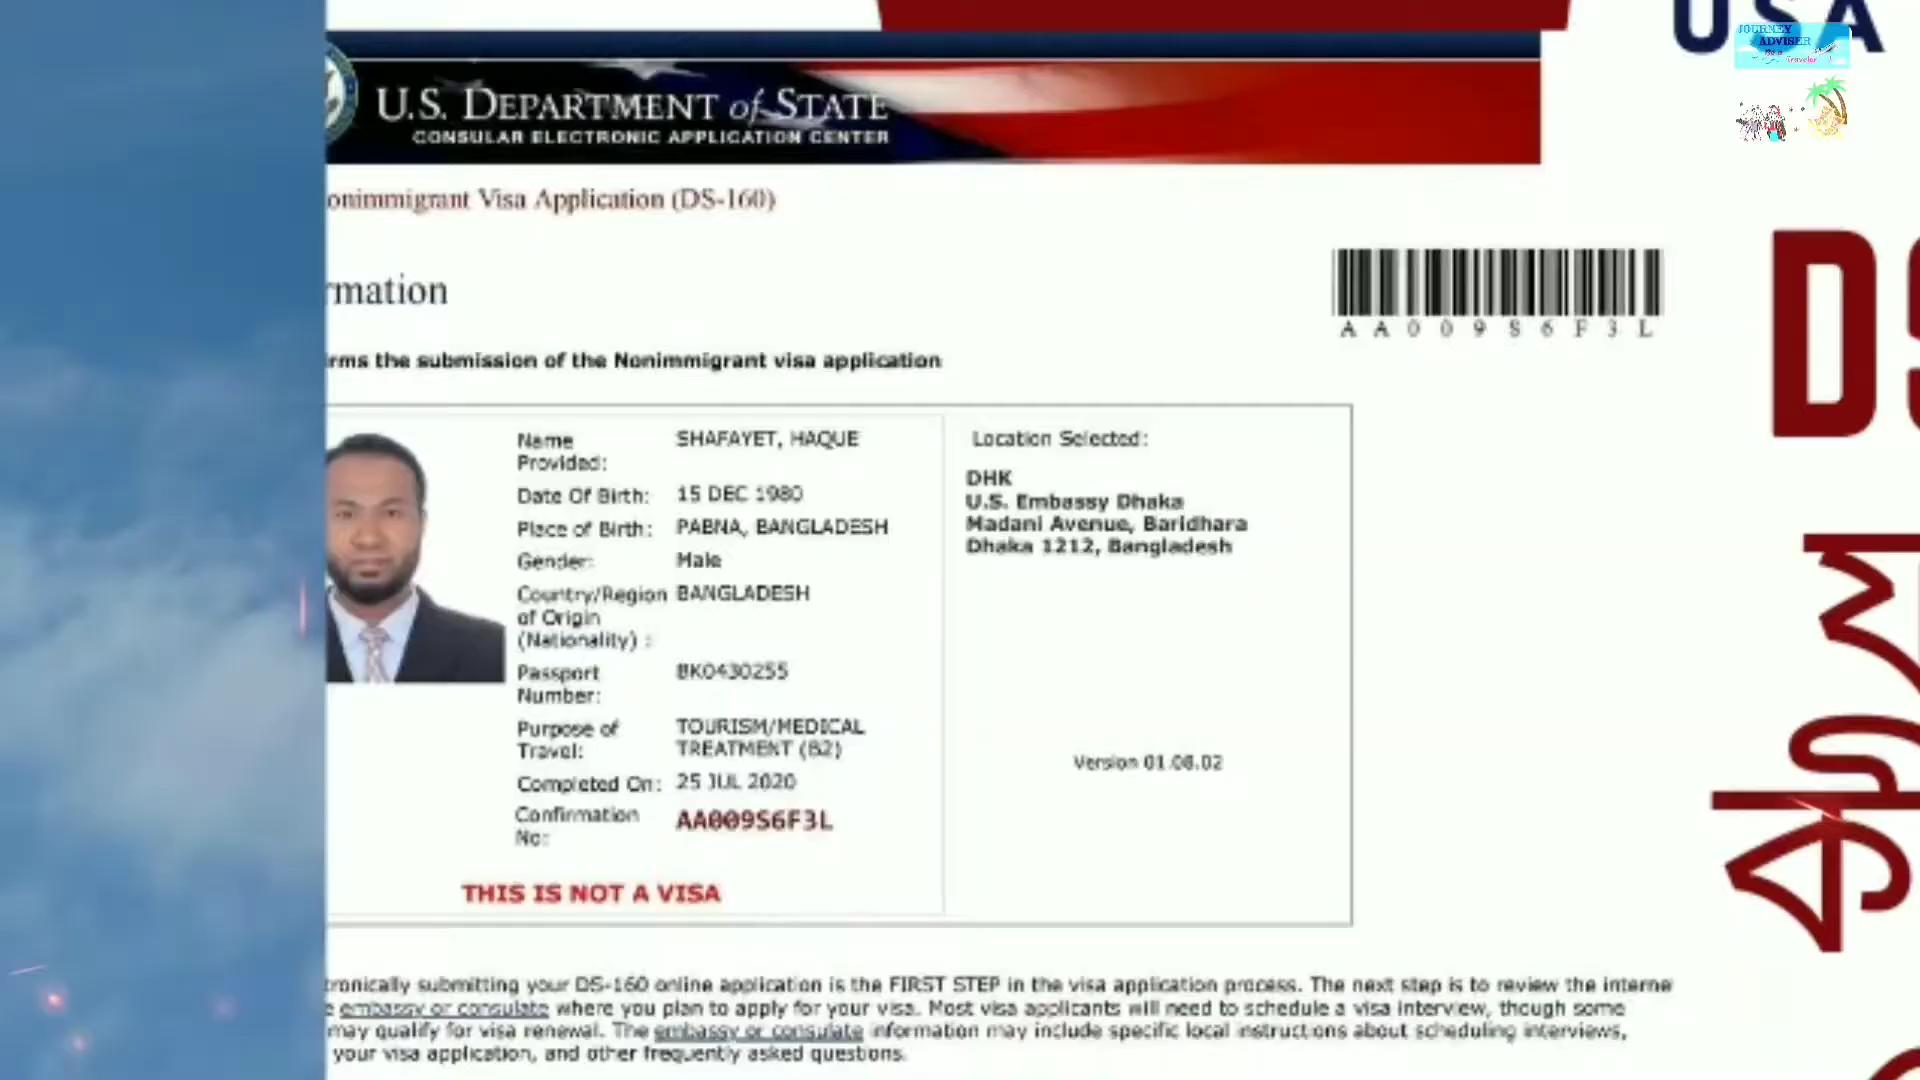 USA
JOURNEY
ADVISER
Be a
Traveler
U.S. DEPARTMENT of STATE
CONSULAR ELECTRONIC APPLICATION CENTER
onimmigrant Visa Application (DS-160)
rmation
AA009S6F3L
rms the submission of the Nonimmigrant visa application
Name Provided: SHAFAYET, HAQUE
Date Of Birth: 15 DEC 1980
Place of Birth: PABNA, BANGLADESH
Gender: Male
Country/Region of Origin (Nationality) : BANGLADESH
Passport Number: BK0430255
Purpose of Travel: TOURISM/MEDICAL TREATMENT (B2)
Completed On: 25 JUL 2020
Confirmation No: AA009S6F3L
THIS IS NOT A VISA
Location Selected:
DHK
U.S. Embassy Dhaka
Madani Avenue, Baridhara
Dhaka 1212, Bangladesh
Version 01.08.02
tronically submitting your DS-160 online application is the FIRST STEP in the visa application process. The next step is to review the interne
e embassy or consulate where you plan to apply for your visa. Most visa applicants will need to schedule a visa interview, though some
may qualify for visa renewal. The embassy or consulate information may include specific local instructions about scheduling interviews,
your visa application, and other frequently asked questions.
DS